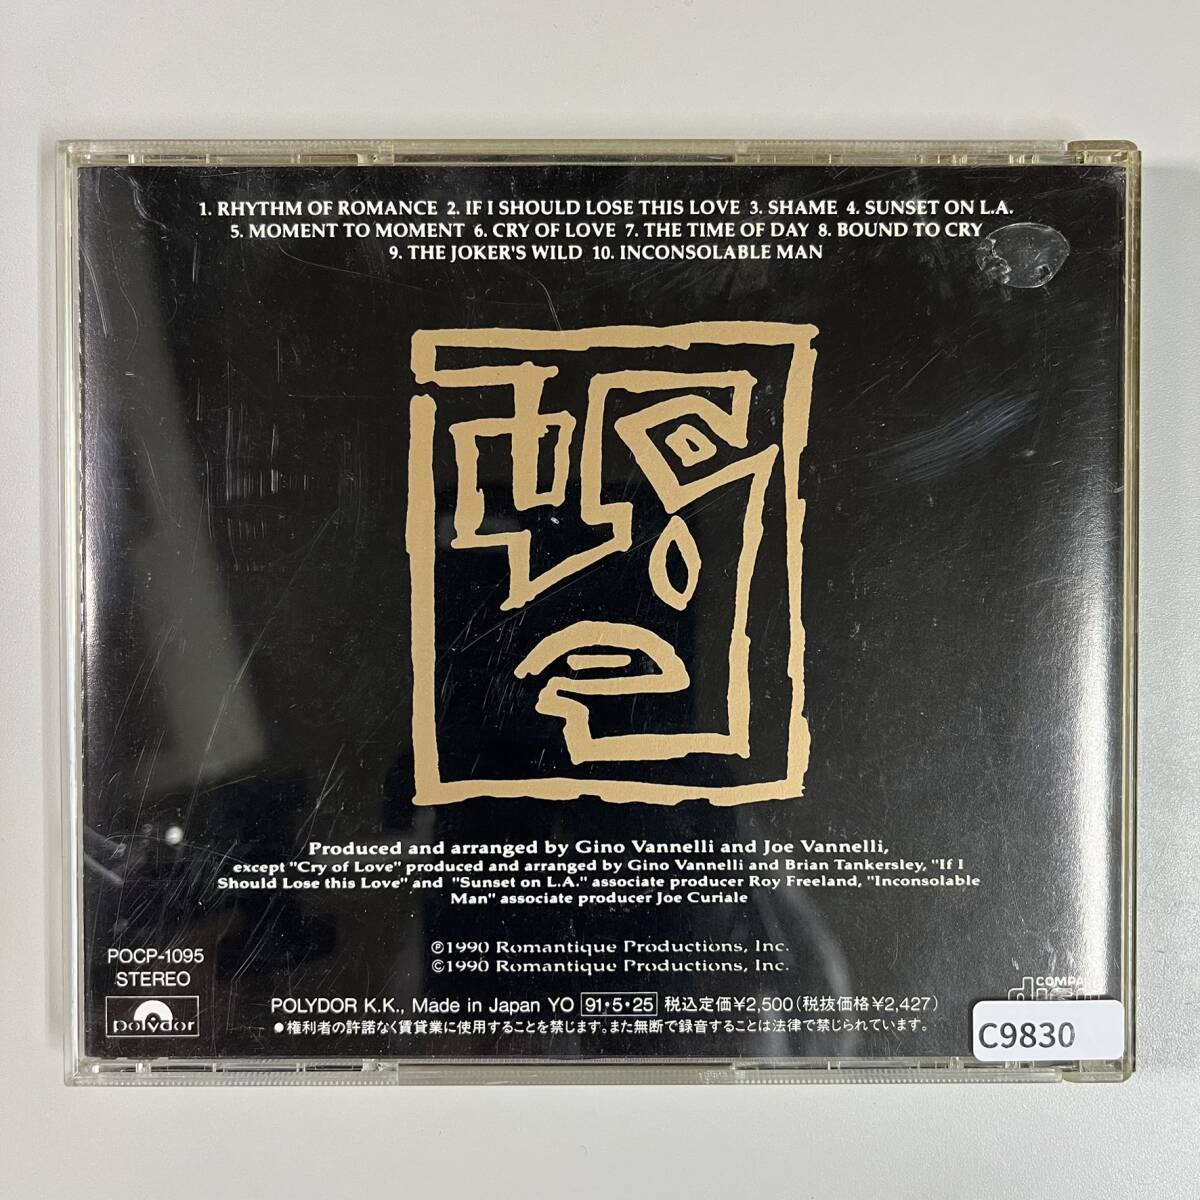 1. RHYTHM OF ROMANCE 2. IF I SHOULD LOSE THIS LOVE 3. SHAME 4. SUNSET ON L.A.
5. MOMENT TO MOMENT 6. CRY OF LOVE 7. THE TIME OF DAY 8. BOUND TO CRY
9. THE JOKER'S WILD 10. INCONSOLABLE MAN
Produced and arranged by Gino Vannelli and Joe Vannelli,
except "Cry of Love" produced and arranged by Gino Vannelli and Brian Tankersley, "If I
Should Lose this Love" and "Sunset on L.A." associate producer Roy Freeland, "Inconsolable
Man" associate producer Joe Curiale
℗1990 Romantique Productions, Inc.
©1990 Romantique Productions, Inc.
POCP-1095
STEREO
polydor
POLYDOR K.K., Made in Japan YO 91・5・25 税込定価¥2,500(税抜価格¥2,427)
●権利者の許諾なく賃貸業に使用することを禁じます。また無断で録音することは法律で禁じられています。
C9830